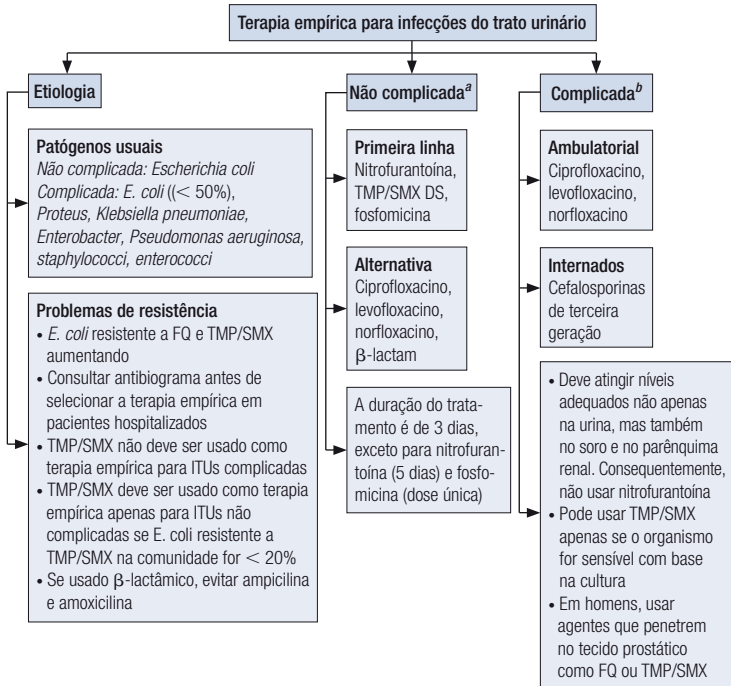 Terapia empírica para infecções do trato urinário
Etiologia
Patógenos usuais
Não complicada: Escherichia coli
Complicada: E. coli ((< 50%),
Proteus, Klebsiella pneumoniae,
Enterobacter, Pseudomonas aeruginosa,
staphylococci, enterococci
Problemas de resistência
• E. coli resistente a FQ e TMP/SMX
aumentando
• Consultar antibiograma antes de
selecionar a terapia empírica em
pacientes hospitalizados
• TMP/SMX não deve ser usado como
terapia empírica para ITUs complicadas
• TMP/SMX deve ser usado como terapia
empírica apenas para ITUs não
complicadas se E. coli resistente a
TMP/SMX na comunidade for < 20%
• Se usado β-lactâmico, evitar ampicilina
e amoxicilina
Não complicada^a
Primeira linha
Nitrofurantoína,
TMP/SMX DS,
fosfomicina
Alternativa
Ciprofloxacino,
levofloxacino,
norfloxacino,
β-lactam
A duração do trata-
mento é de 3 dias,
exceto para nitrofuran-
toína (5 dias) e fosfo-
micina (dose única)
Complicada^b
Ambulatorial
Ciprofloxacino,
levofloxacino,
norfloxacino
Internados
Cefalosporinas
de terceira
geração
• Deve atingir níveis
adequados não apenas
na urina, mas também
no soro e no parênquima
renal. Consequentemente,
não usar nitrofurantoína
• Pode usar TMP/SMX
apenas se o organismo
for sensível com base
na cultura
• Em homens, usar
agentes que penetrem
no tecido prostático
como FQ ou TMP/SMX